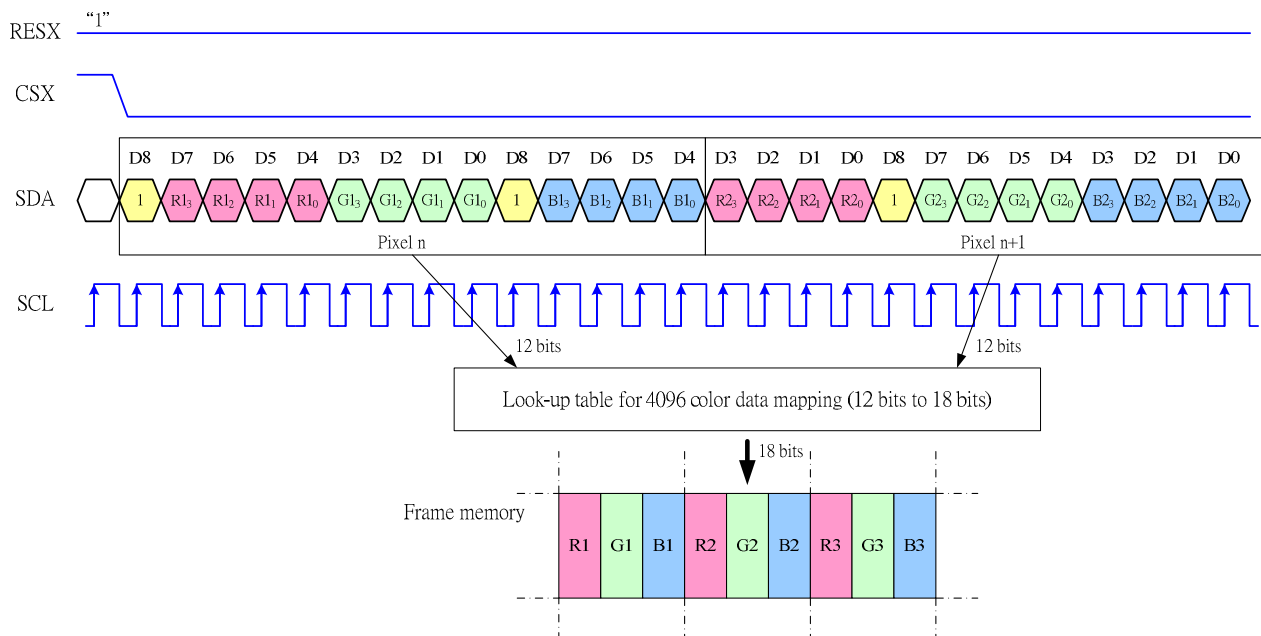 “1”
RESX
CSX
D8 D7 D6 D5 D4 D3 D2 D1 D0 D8 D7 D6 D5 D4 D3 D2 D1 D0 D8 D7 D6 D5 D4 D3 D2 D1 D0
SDA 1 R1₃ R1₂ R1₁ R1₀ G1₃ G1₂ G1₁ G1₀ 1 B1₃ B1₂ B1₁ B1₀ R2₃ R2₂ R2₁ R2₀ 1 G2₃ G2₂ G2₁ G2₀ B2₃ B2₂ B2₁ B2₀
Pixel n Pixel n+1
SCL
12 bits 12 bits
Look-up table for 4096 color data mapping (12 bits to 18 bits)
18 bits
Frame memory
R1 G1 B1 R2 G2 B2 R3 G3 B3